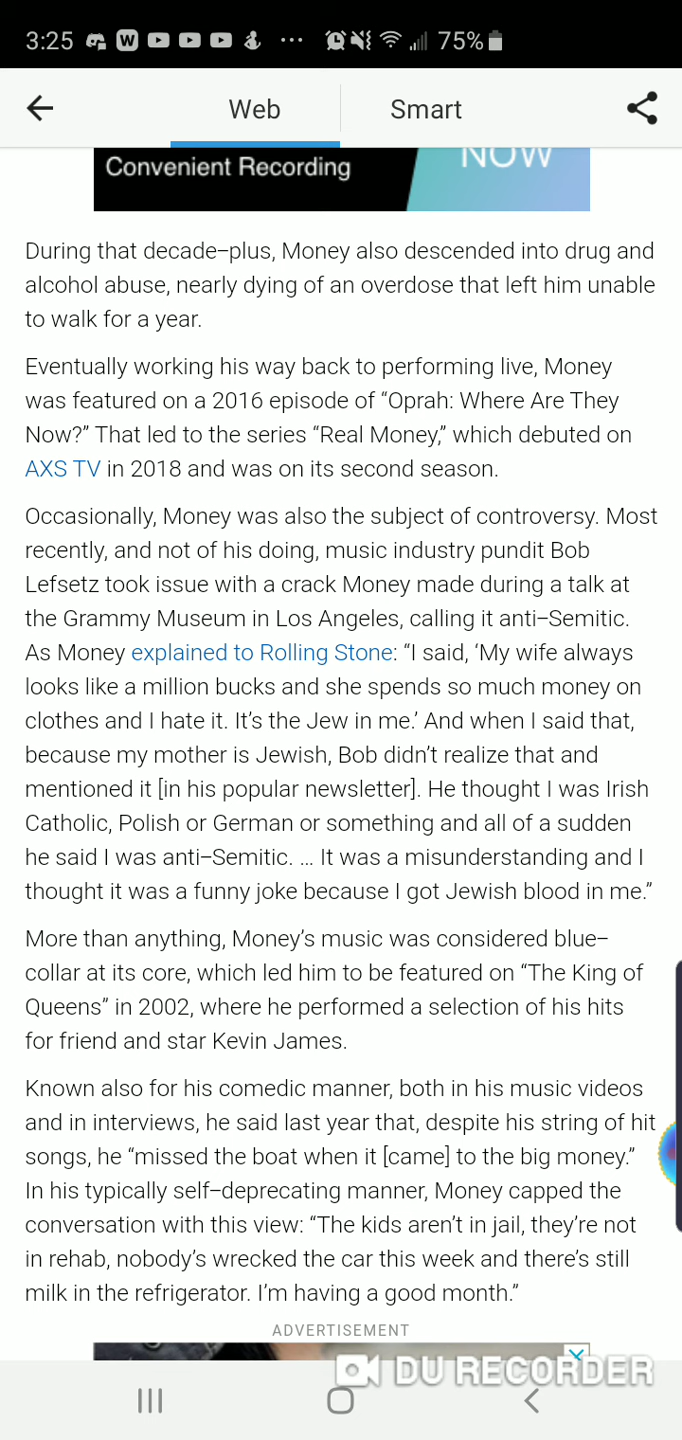 3:25 W ... 75%
Web Smart
Convenient Recording NOW
During that decade–plus, Money also descended into drug and
alcohol abuse, nearly dying of an overdose that left him unable
to walk for a year.
Eventually working his way back to performing live, Money
was featured on a 2016 episode of “Oprah: Where Are They
Now?” That led to the series “Real Money,” which debuted on
AXS TV in 2018 and was on its second season.
Occasionally, Money was also the subject of controversy. Most
recently, and not of his doing, music industry pundit Bob
Lefsetz took issue with a crack Money made during a talk at
the Grammy Museum in Los Angeles, calling it anti–Semitic.
As Money explained to Rolling Stone: “I said, ‘My wife always
looks like a million bucks and she spends so much money on
clothes and I hate it. It’s the Jew in me.’ And when I said that,
because my mother is Jewish, Bob didn’t realize that and
mentioned it [in his popular newsletter]. He thought I was Irish
Catholic, Polish or German or something and all of a sudden
he said I was anti–Semitic. … It was a misunderstanding and I
thought it was a funny joke because I got Jewish blood in me.”
More than anything, Money’s music was considered blue–
collar at its core, which led him to be featured on “The King of
Queens” in 2002, where he performed a selection of his hits
for friend and star Kevin James.
Known also for his comedic manner, both in his music videos
and in interviews, he said last year that, despite his string of hit
songs, he “missed the boat when it [came] to the big money.”
In his typically self–deprecating manner, Money capped the
conversation with this view: “The kids aren’t in jail, they’re not
in rehab, nobody’s wrecked the car this week and there’s still
milk in the refrigerator. I’m having a good month.”
ADVERTISEMENT
DU RECORDER